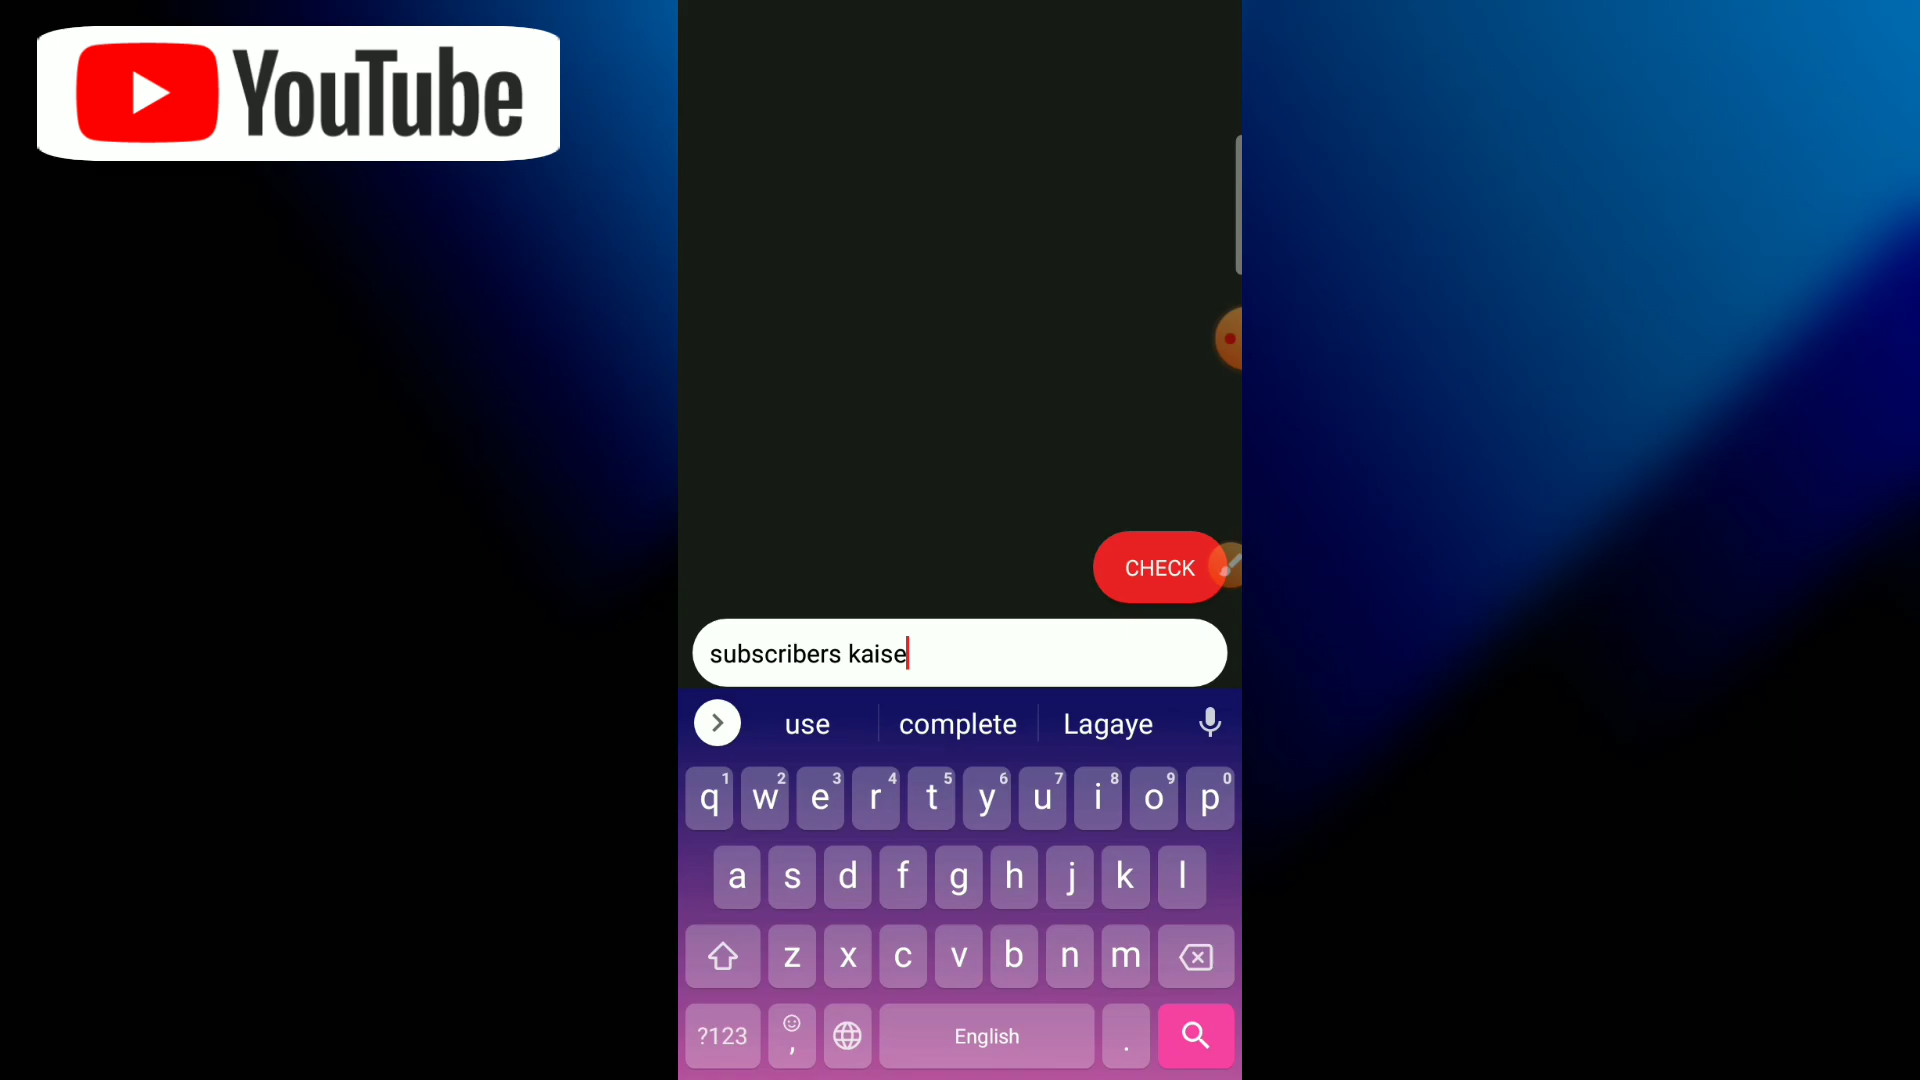 YouTube
CHECK
subscribers kaise
use complete Lagaye
1 2 3 4 5 6 7 8 9 0
q w e r t y u i o p
a s d f g h j k l
z x c v b n m
?123 , English .